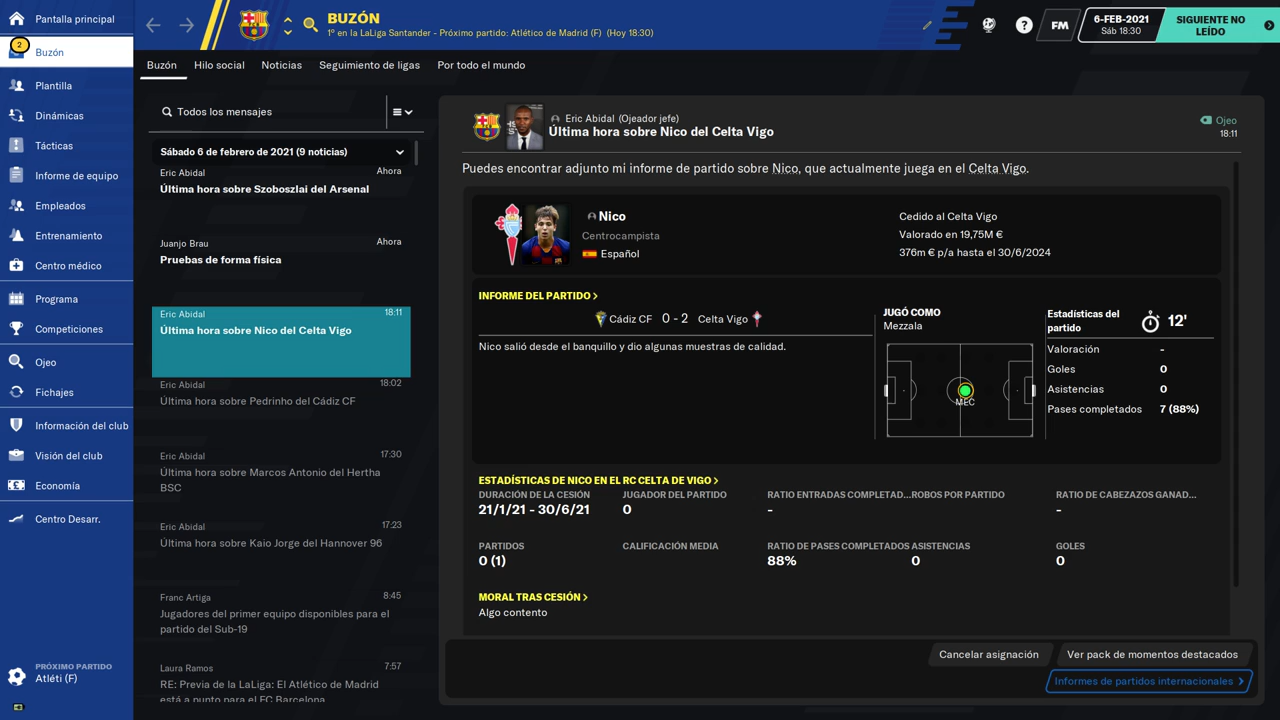 Pantalla principal
2
Buzón
Plantilla
Dinámicas
Tácticas
Informe de equipo
Empleados
Entrenamiento
Centro médico
Programa
Competiciones
Ojeo
Fichajes
Información del club
Visión del club
Economía
Centro Desarr.
PRÓXIMO PARTIDO
Atléti (F)
BUZÓN
1º en la LaLiga Santander - Próximo partido: Atlético de Madrid (F) (Hoy 18:30)
FM
6-FEB-2021
Sáb 18:30
SIGUIENTE NO
LEÍDO
Buzón
Hilo social
Noticias
Seguimiento de ligas
Por todo el mundo
Todos los mensajes
Sábado 6 de febrero de 2021 (9 noticias)
Eric Abidal Ahora
Última hora sobre Szoboszlai del Arsenal
Juanjo Brau Ahora
Pruebas de forma física
Eric Abidal 18:11
Última hora sobre Nico del Celta Vigo
Eric Abidal 18:02
Última hora sobre Pedrinho del Cádiz CF
Eric Abidal 17:30
Última hora sobre Marcos Antonio del Hertha
BSC
Eric Abidal 17:23
Última hora sobre Kaio Jorge del Hannover 96
Franc Artiga 8:45
Jugadores del primer equipo disponibles para el
partido del Sub-19
Laura Ramos 7:57
RE: Previa de la LaLiga: El Atlético de Madrid
está a punto para el FC Barcelona
Eric Abidal (Ojeador jefe)
Última hora sobre Nico del Celta Vigo
Ojeo
18:11
Puedes encontrar adjunto mi informe de partido sobre Nico, que actualmente juega en el Celta Vigo.
Nico
Centrocampista
Español
Cedido al Celta Vigo
Valorado en 19,75M €
376m € p/a hasta el 30/6/2024
INFORME DEL PARTIDO
Cádiz CF 0 - 2 Celta Vigo
Nico salió desde el banquillo y dio algunas muestras de calidad.
JUGÓ COMO
Mezzala
MEC
Estadísticas del
partido
12'
Valoración -
Goles 0
Asistencias 0
Pases completados 7 (88%)
ESTADÍSTICAS DE NICO EN EL RC CELTA DE VIGO
DURACIÓN DE LA CESIÓN JUGADOR DEL PARTIDO RATIO ENTRADAS COMPLETAD... ROBOS POR PARTIDO RATIO DE CABEZAZOS GANAD...
21/1/21 - 30/6/21 0 - -
PARTIDOS CALIFICACIÓN MEDIA RATIO DE PASES COMPLETADOS ASISTENCIAS GOLES
0 (1) 88% 0 0
MORAL TRAS CESIÓN
Algo contento
Cancelar asignación
Ver pack de momentos destacados
Informes de partidos internacionales